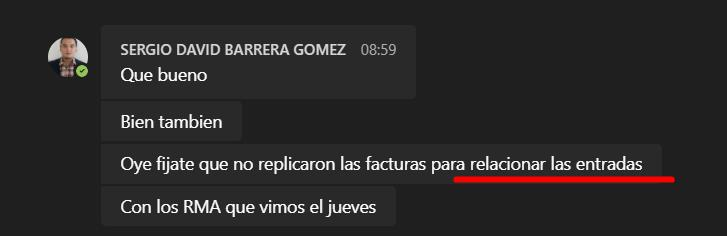 SERGIO DAVID BARRERA GOMEZ 08:59
Que bueno
Bien tambien
Oye fijate que no replicaron las facturas para relacionar las entradas
Con los RMA que vimos el jueves